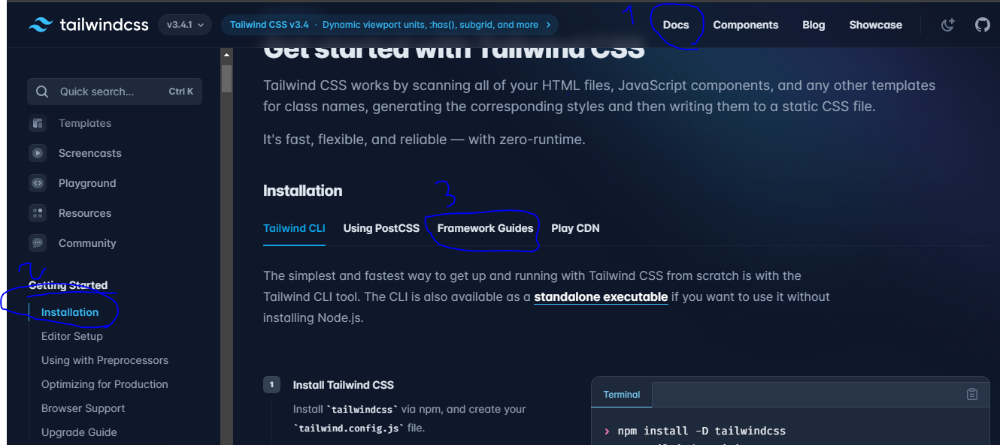 tailwindcss
v3.4.1
Tailwind CSS v3.4 · Dynamic viewport units, :has(), subgrid, and more
1
Docs
Components
Blog
Showcase
Quick search...
Ctrl K
Templates
Screencasts
Playground
Resources
Community
2
Getting Started
Installation
Editor Setup
Using with Preprocessors
Optimizing for Production
Browser Support
Upgrade Guide
Get started with Tailwind CSS
Tailwind CSS works by scanning all of your HTML files, JavaScript components, and any other templates
for class names, generating the corresponding styles and then writing them to a static CSS file.
It's fast, flexible, and reliable — with zero-runtime.
Installation
3
Tailwind CLI
Using PostCSS
Framework Guides
Play CDN
The simplest and fastest way to get up and running with Tailwind CSS from scratch is with the
Tailwind CLI tool. The CLI is also available as a standalone executable if you want to use it without
installing Node.js.
1
Install Tailwind CSS
Install `tailwindcss` via npm, and create your
`tailwind.config.js` file.
Terminal
> npm install -D tailwindcss